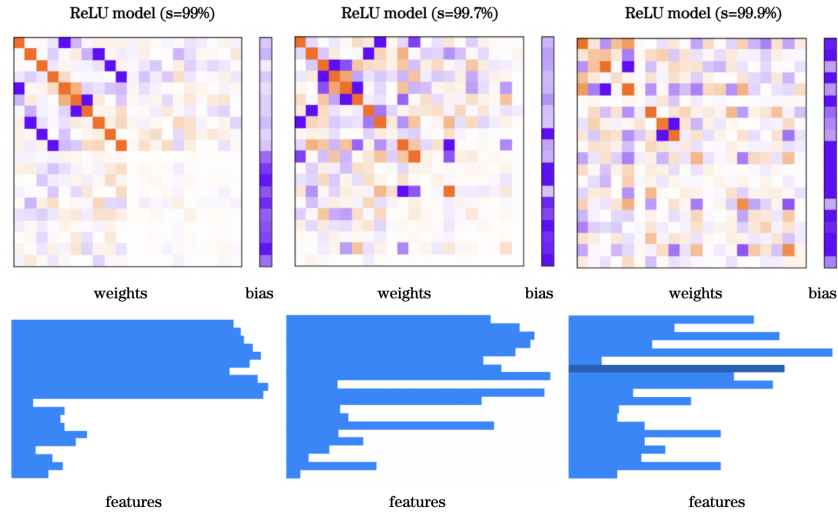 ReLU model (s=99%)
ReLU model (s=99.7%)
ReLU model (s=99.9%)
weights
bias
weights
bias
weights
bias
features
features
features